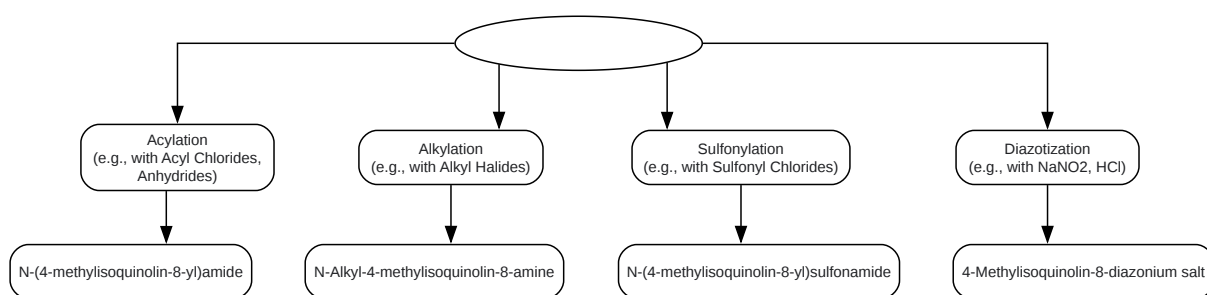 Acylation
(e.g., with Acyl Chlorides,
Anhydrides)
Alkylation
(e.g., with Alkyl Halides)
Sulfonylation
(e.g., with Sulfonyl Chlorides)
Diazotization
(e.g., with NaNO2, HCl)
N-(4-methylisoquinolin-8-yl)amide
N-Alkyl-4-methylisoquinolin-8-amine
N-(4-methylisoquinolin-8-yl)sulfonamide
4-Methylisoquinolin-8-diazonium salt